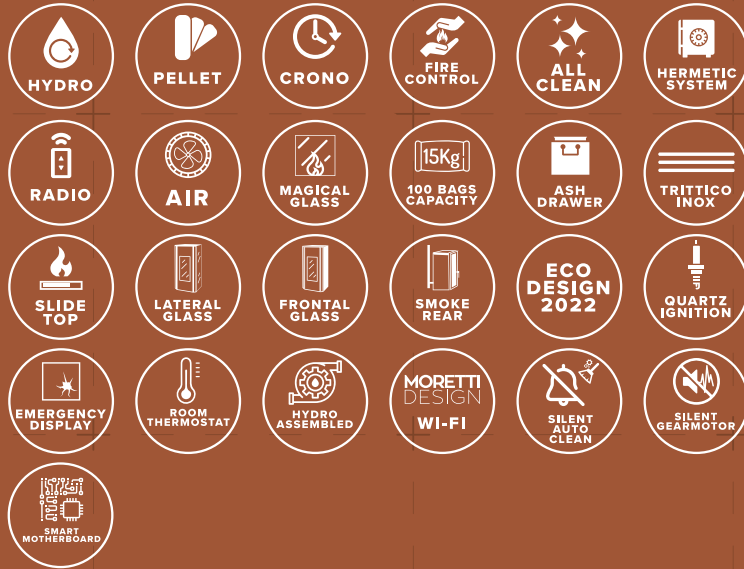 HYDRO
PELLET
CRONO
FIRE
CONTROL
ALL
CLEAN
HERMETIC
SYSTEM
RADIO
AIR
MAGICAL
GLASS
15Kg
100 BAGS
CAPACITY
ASH
DRAWER
TRITTICO
INOX
SLIDE
TOP
LATERAL
GLASS
FRONTAL
GLASS
SMOKE
REAR
ECO
DESIGN
2022
QUARTZ
IGNITION
EMERGENCY
DISPLAY
ROOM
THERMOSTAT
HYDRO
ASSEMBLED
MORETTI
DESIGN
WI-FI
SILENT
AUTO
CLEAN
SILENT
GEARMOTOR
SMART
MOTHERBOARD